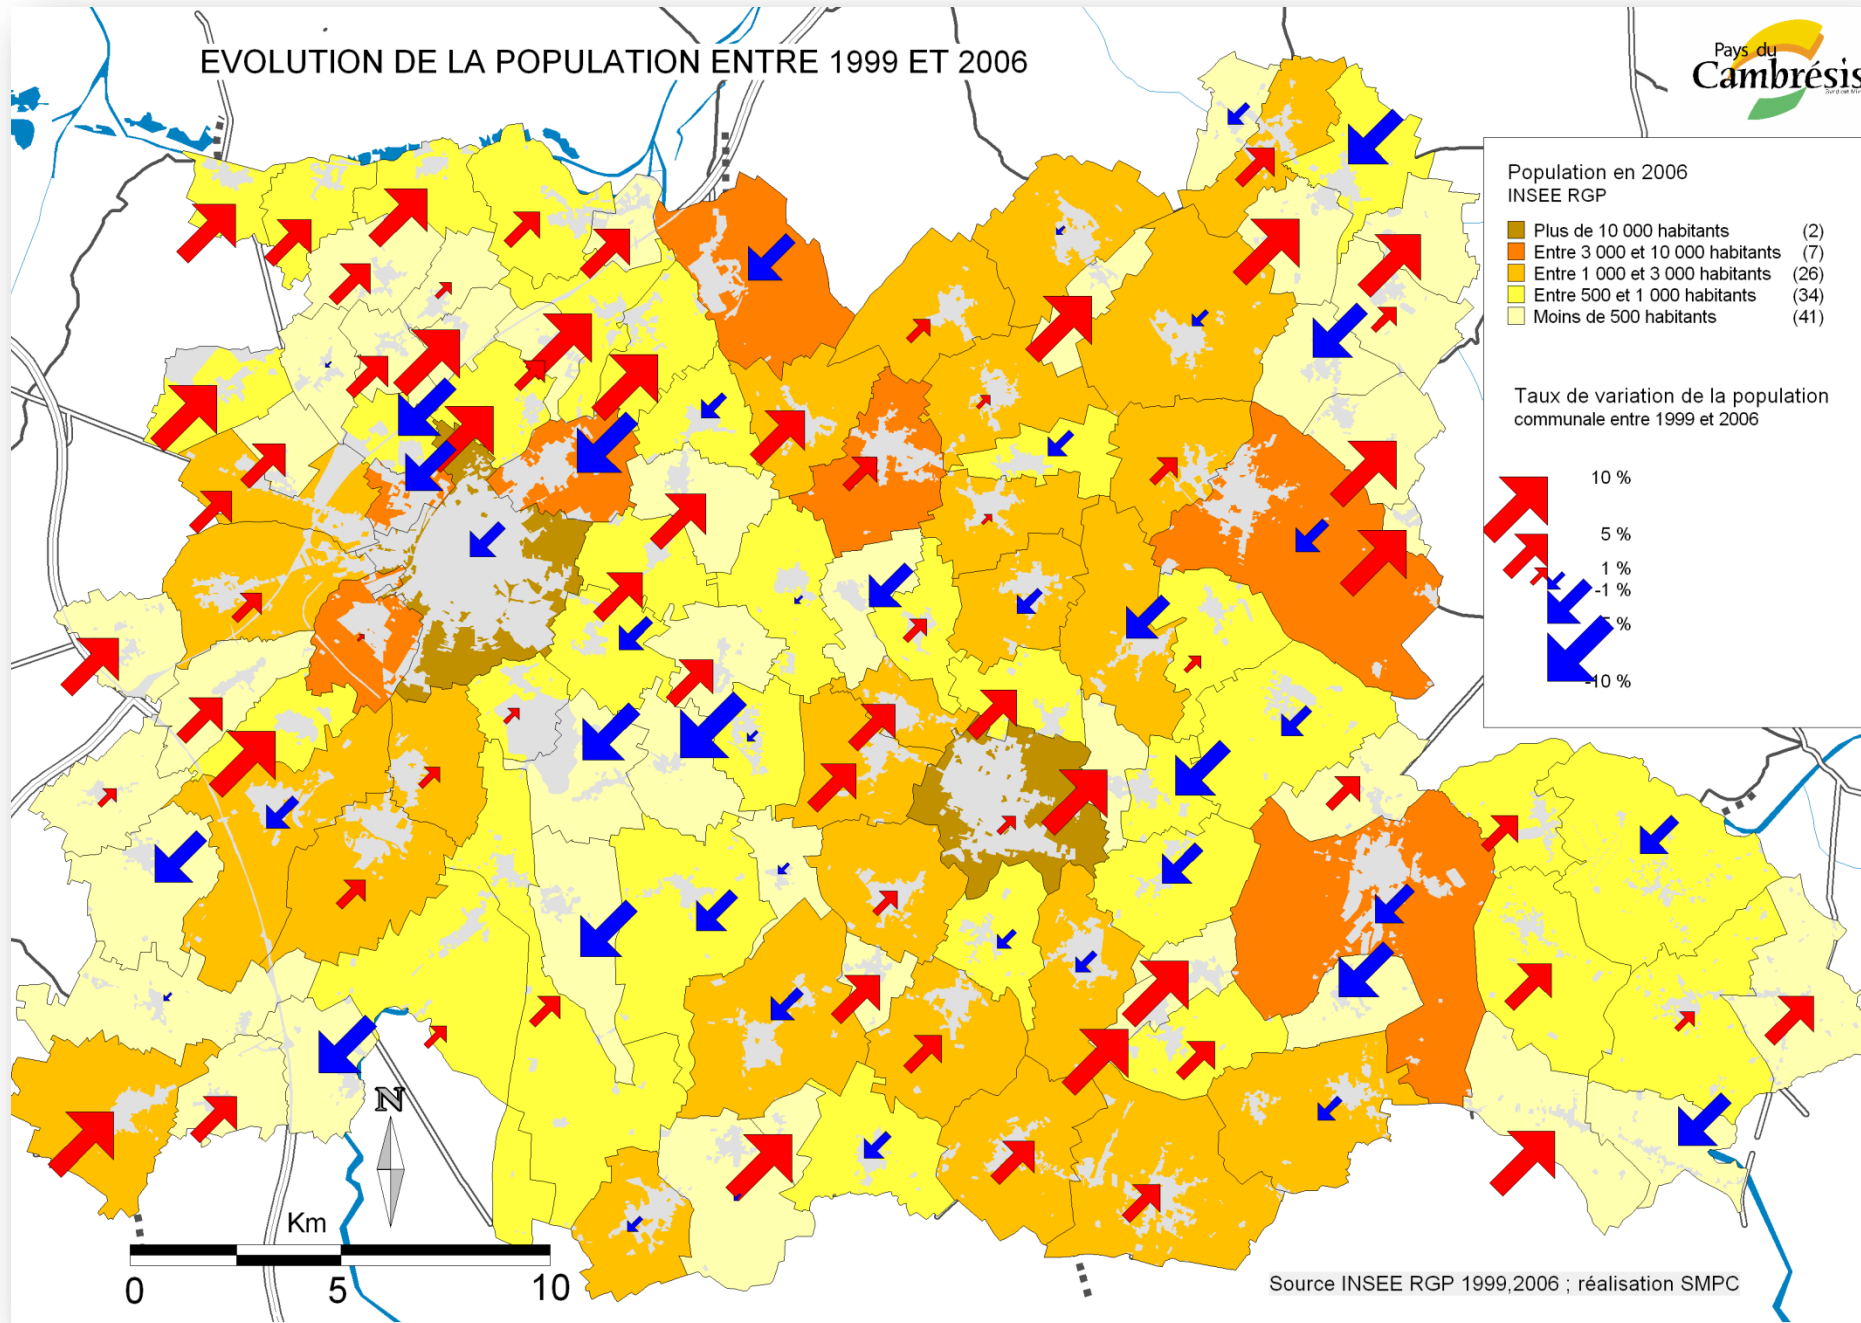 EVOLUTION DE LA POPULATION ENTRE 1999 ET 2006
Pays du
Cambrésis
Population en 2006
INSEE RGP
Plus de 10 000 habitants (2)
Entre 3 000 et 10 000 habitants (7)
Entre 1 000 et 3 000 habitants (26)
Entre 500 et 1 000 habitants (34)
Moins de 500 habitants (41)
Taux de variation de la population
communale entre 1999 et 2006
10 %
5 %
1 %
-1 %
%
-10 %
N
Km
0 5 10
Source INSEE RGP 1999,2006 ; réalisation SMPC